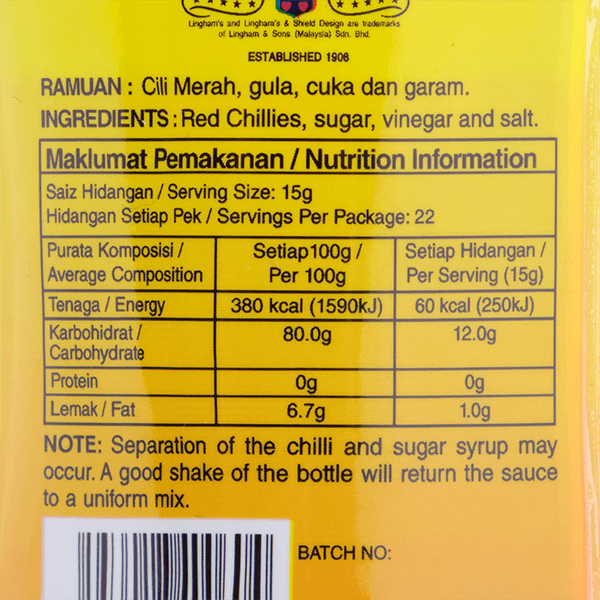 Lingham's and Lingham's & Shield Design are trademarks
of Lingham & Sons (Malaysia) Sdn. Bhd.
ESTABLISHED 1908
RAMUAN : Cili Merah, gula, cuka dan garam.
INGREDIENTS : Red Chillies, sugar, vinegar and salt.
Maklumat Pemakanan / Nutrition Information
Saiz Hidangan / Serving Size: 15g
Hidangan Setiap Pek / Servings Per Package: 22
Purata Komposisi / Setiap100g / Setiap Hidangan /
Average Composition Per 100g Per Serving (15g)
Tenaga / Energy 380 kcal (1590kJ) 60 kcal (250kJ)
Karbohidrat / 80.0g 12.0g
Carbohydrate
Protein 0g 0g
Lemak / Fat 6.7g 1.0g
NOTE: Separation of the chilli and sugar syrup may
occur. A good shake of the bottle will return the sauce
to a uniform mix.
BATCH NO: